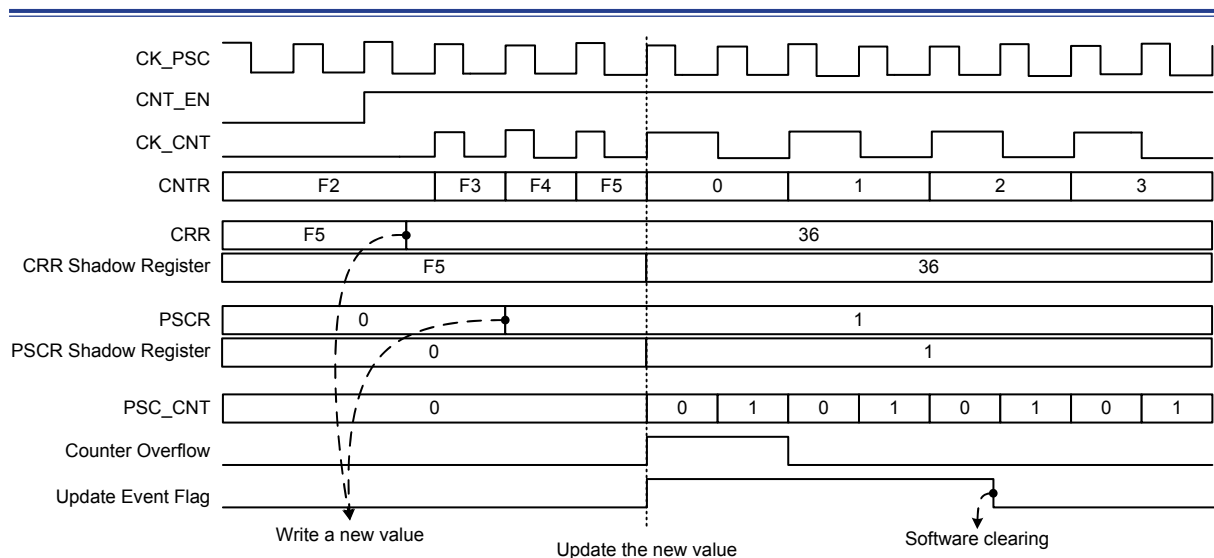 CK_PSC
CNT_EN
CK_CNT
CNTR F2 F3 F4 F5 0 1 2 3
CRR F5 36
CRR Shadow Register F5 36
PSCR 0 1
PSCR Shadow Register 0 1
PSC_CNT 0 0 1 0 1 0 1 0 1
Counter Overflow
Update Event Flag
Write a new value Software clearing
Update the new value